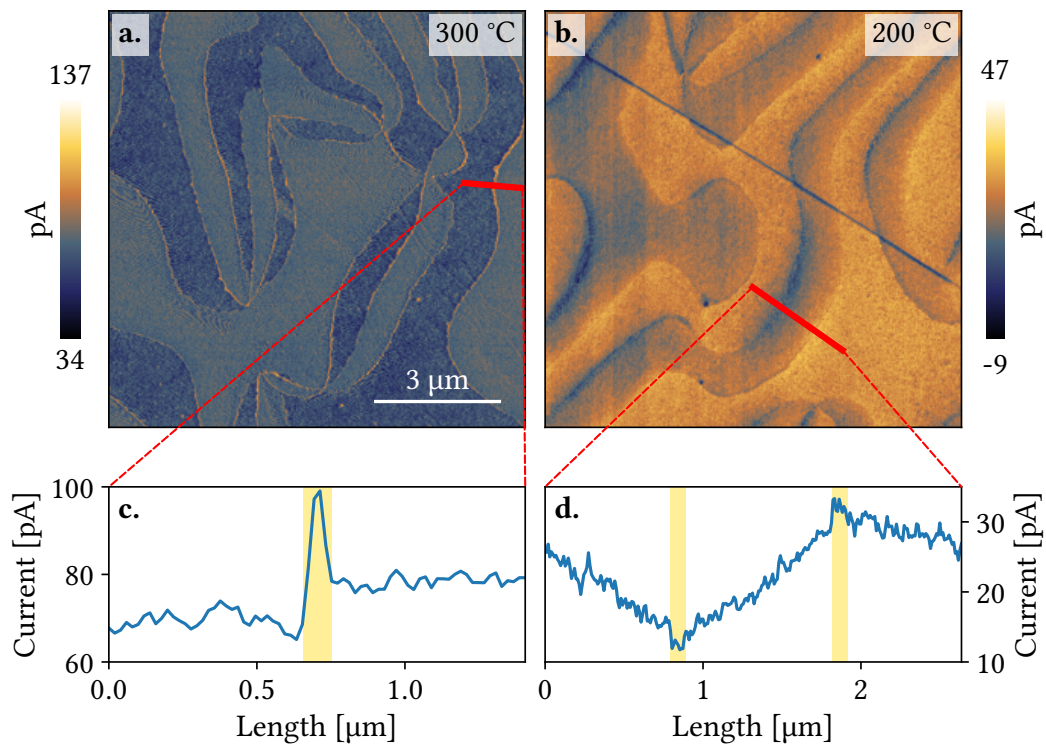 a.
300 °C
b.
200 °C
137
pA
34
3 μm
47
pA
-9
c.
Current [pA]
100
80
60
0.0
0.5
1.0
Length [μm]
d.
30
20
10
Current [pA]
0
1
2
Length [μm]